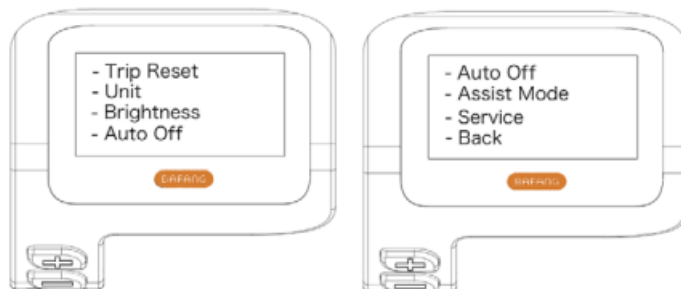 - Trip Reset
- Unit
- Brightness
- Auto Off
BAFANG
- Auto Off
- Assist Mode
- Service
- Back
BAFANG